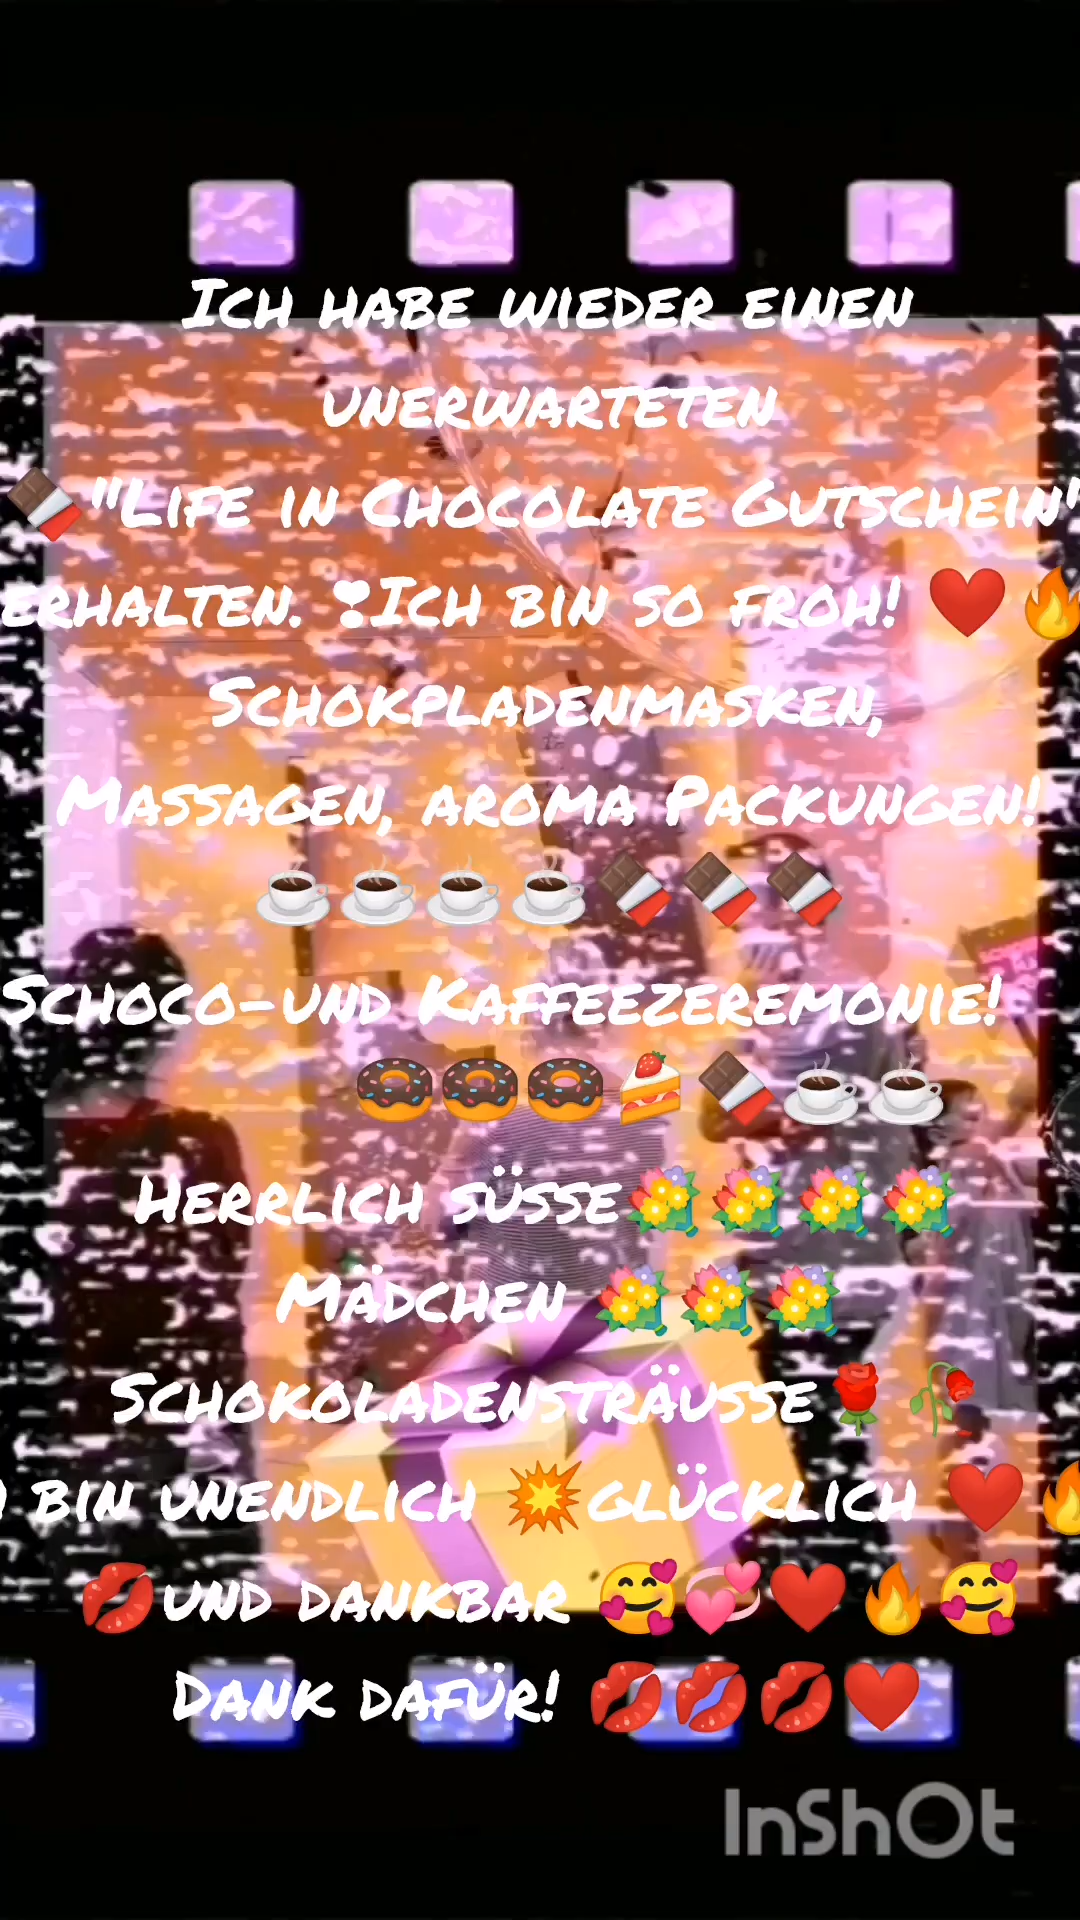 Ich habe wieder einen
unerwarteten
🍫"Life in Chocolate Gutschein"
erhalten. ❣Ich bin so froh! ❤️🔥
Schokpladenmasken,
Massagen, aroma Packungen!
☕☕☕☕🍫🍫🍫
Schoco-und Kaffeezeremonie!
🍩🍩🍩🍰🍫☕☕
Herrlich süße💐💐💐💐
Mädchen 💐💐💐
Schokoladensträuße🌹🥀
bin unendlich 💥glücklich ❤️🔥
💋und dankbar 🥰💞❤️🔥🥰
Dank dafür! 💋💋💋❤️
InShOt